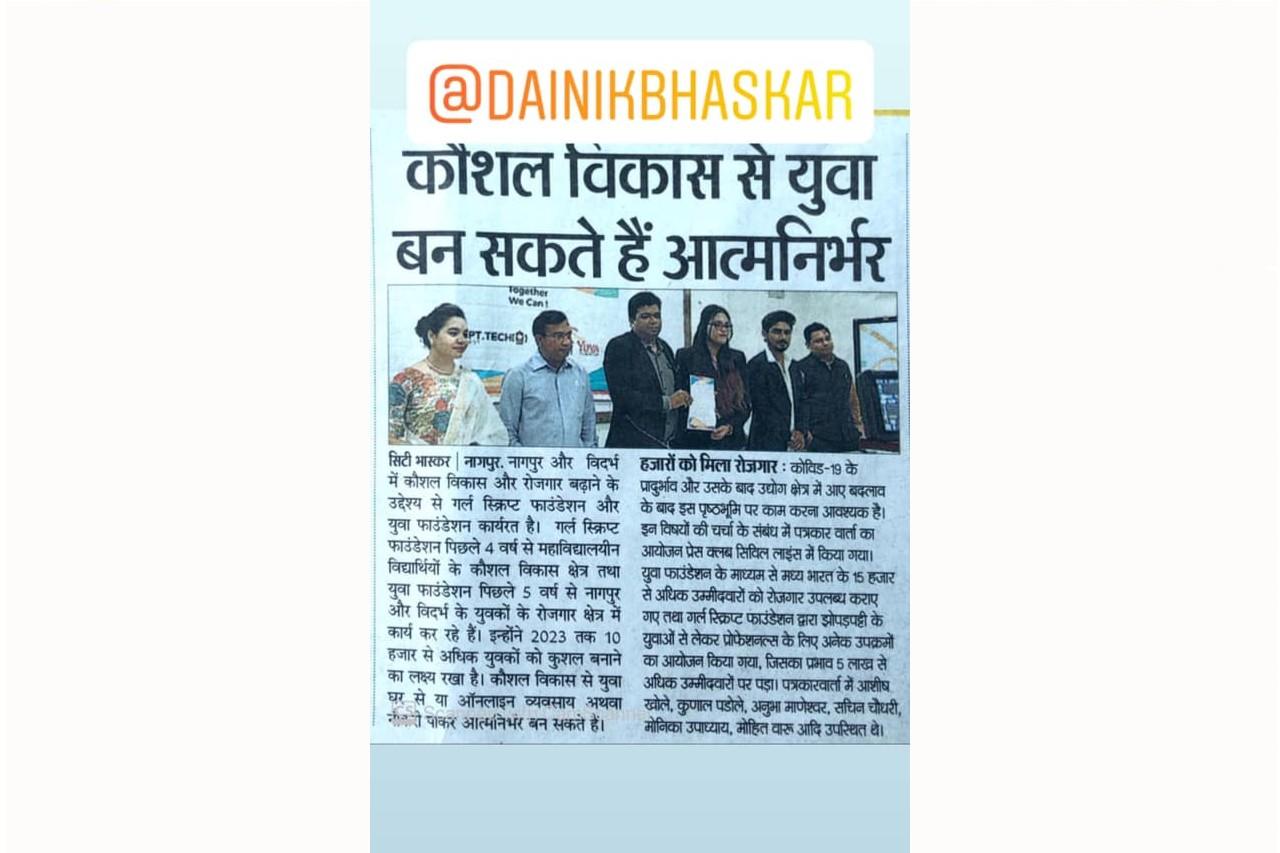 @DAINIKBHASKAR
कौशल विकास से युवा
बन सकते हैं आत्मनिर्भर
Together
We Can!
PT.TECH
Yuva
सिटी भास्कर | नागपुर. नागपुर और विदर्भ
में कौशल विकास और रोजगार बढ़ाने के
उद्देश्य से गर्ल स्क्रिप्ट फाउंडेशन और
युवा फाउंडेशन कार्यरत है। गर्ल स्क्रिप्ट
फाउंडेशन पिछले 4 वर्ष से महाविद्यालयीन
विद्यार्थियों के कौशल विकास क्षेत्र तथा
युवा फाउंडेशन पिछले 5 वर्ष से नागपुर
और विदर्भ के युवकों के रोजगार क्षेत्र में
कार्य कर रहे हैं। इन्होंने 2023 तक 10
हजार से अधिक युवकों को कुशल बनाने
का लक्ष्य रखा है। कौशल विकास से युवा
घर से या ऑनलाइन व्यवसाय अथवा
पाकर आत्मनिर्भर बन सकते हैं।
हजारों को मिला रोजगार : कोविड-19 के
प्रादुर्भाव और उसके बाद उद्योग क्षेत्र में आए बदलाव
के बाद इस पृष्ठभूमि पर काम करना आवश्यक है।
इन विषयों की चर्चा के संबंध में पत्रकार वार्ता का
आयोजन प्रेस क्लब सिविल लाइंस में किया गया।
युवा फाउंडेशन के माध्यम से मध्य भारत के 15 हजार
से अधिक उम्मीदवारों को रोजगार उपलब्ध कराए
गए तथा गर्ल स्क्रिप्ट फाउंडेशन द्वारा झोपड़पट्टी के
युवाओं से लेकर प्रोफेशनल्स के लिए अनेक उपक्रमों
का आयोजन किया गया, जिसका प्रभाव 5 लाख से
अधिक उम्मीदवारों पर पड़ा। पत्रकारवार्ता में आशीष
खोले, कुणाल पडोले, अनुभा माणेश्वर, सचिन चौधरी,
मोनिका उपाध्याय, मोहित वारू आदि उपस्थित थे।